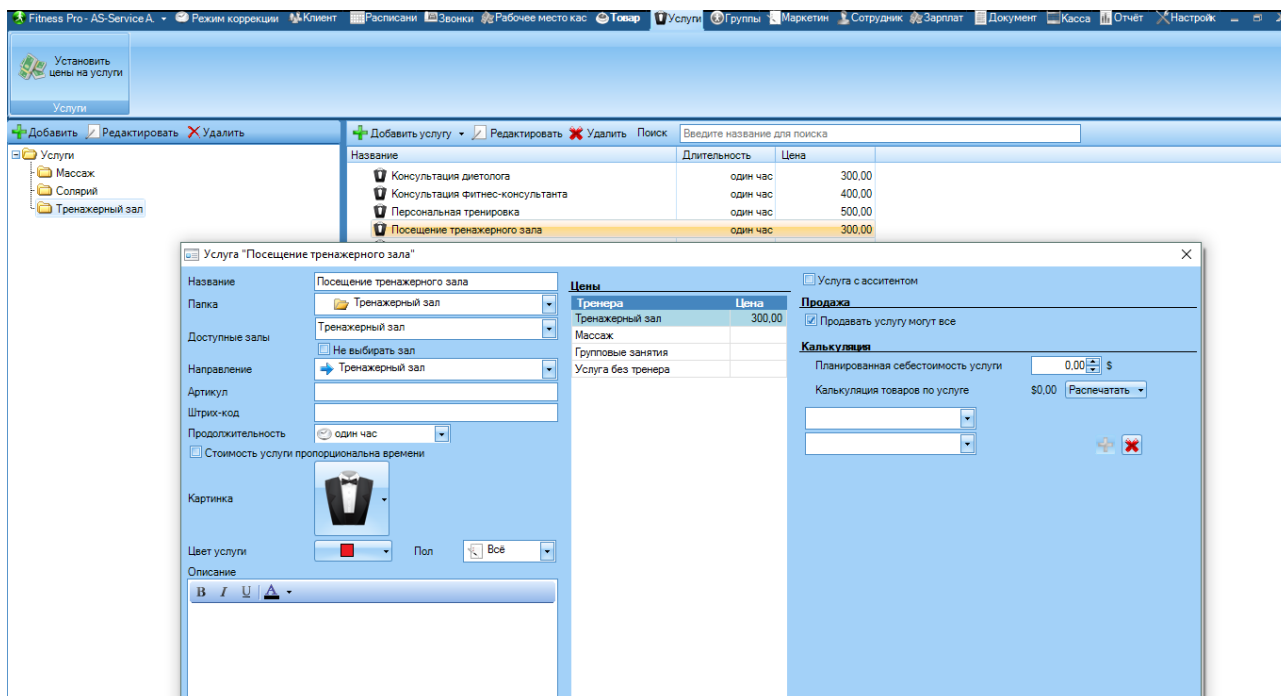 Fitness Pro - AS-Service A. Режим коррекции Клиент Расписани Звонки Рабочее место кас Товар Услуги Группы Маркетин Сотрудник Зарплат Документ Касса Отчёт Настройк
Установить
цены на услуги
Услуги
Добавить Редактировать Удалить
Добавить услугу Редактировать Удалить Поиск Введите название для поиска
Услуги
Массаж
Солярий
Тренажерный зал
Название Длительность Цена
Консультация диетолога один час 300,00
Консультация фитнес-консультанта один час 400,00
Персональная тренировка один час 500,00
Посещение тренажерного зала один час 300,00
Услуга "Посещение тренажерного зала"
Название Посещение тренажерного зала
Папка Тренажерный зал
Доступные залы Тренажерный зал
Не выбирать зал
Направление Тренажерный зал
Артикул
Штрих-код
Продолжительность один час
Стоимость услуги пропорциональна времени
Картинка
Цвет услуги Пол Всё
Описание
B I U A
Цены
Тренера Цена
Тренажерный зал 300,00
Массаж
Групповые занятия
Услуга без тренера
Услуга с асситентом
Продажа
Продавать услугу могут все
Калькуляция
Планированная себестоимость услуги 0,00 $
Калькуляция товаров по услуге $0,00 Распечатать